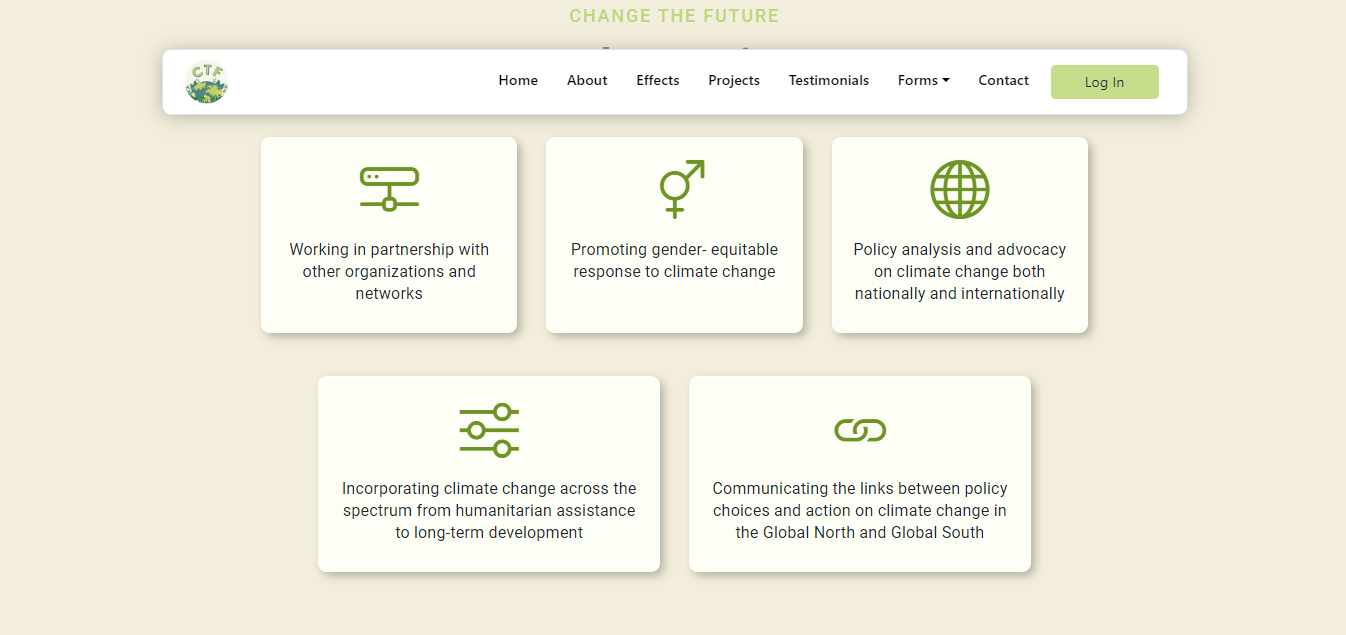 CHANGE THE FUTURE
CTF
Home About Effects Projects Testimonials Forms Contact Log In
Working in partnership with
other organizations and
networks
Promoting gender- equitable
response to climate change
Policy analysis and advocacy
on climate change both
nationally and internationally
Incorporating climate change across the
spectrum from humanitarian assistance
to long-term development
Communicating the links between policy
choices and action on climate change in
the Global North and Global South